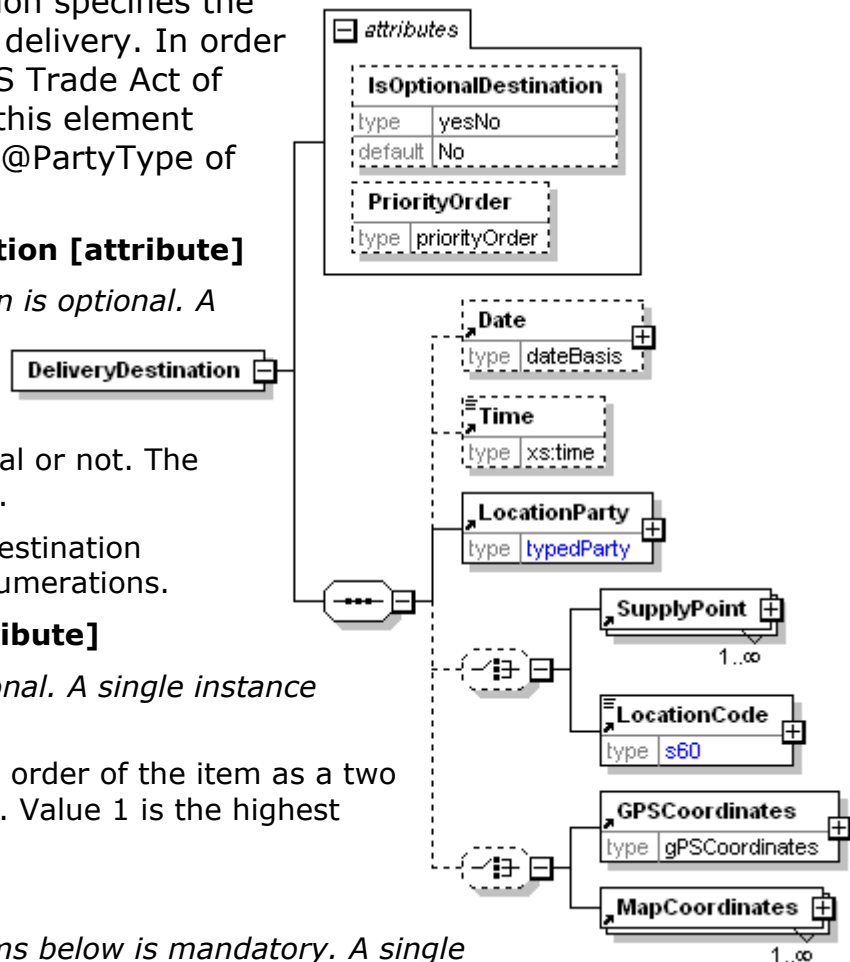 on specifies the
delivery. In order
S Trade Act of
this element
@PartyType of
tion [attribute]
n is optional. A
al or not. The
.
estination
umerations.
ribute]
onal. A single instance
order of the item as a two
. Value 1 is the highest
ms below is mandatory. A single
attributes
IsOptionalDestination
type yesNo
default No
PriorityOrder
type priorityOrder
DeliveryDestination
Date
type dateBasis
Time
type xs:time
LocationParty
type typedParty
SupplyPoint
1..∞
LocationCode
type s60
GPSCoordinates
type gPSCoordinates
MapCoordinates
1..∞